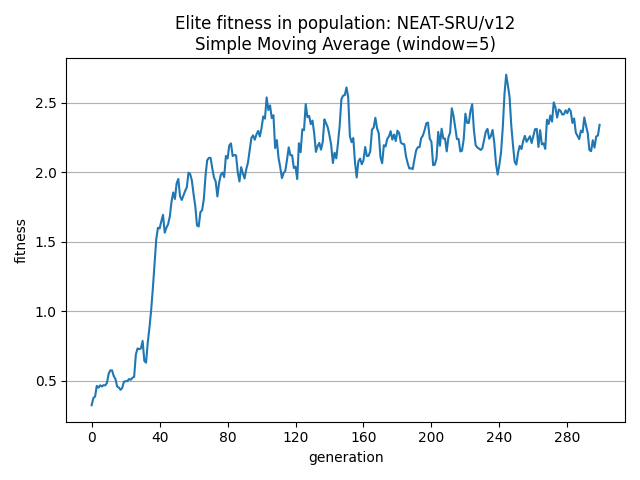 Elite fitness in population: NEAT-SRU/v12
Simple Moving Average (window=5)
fitness
2.5
2.0
1.5
1.0
0.5
0 40 80 120 160 200 240 280
generation